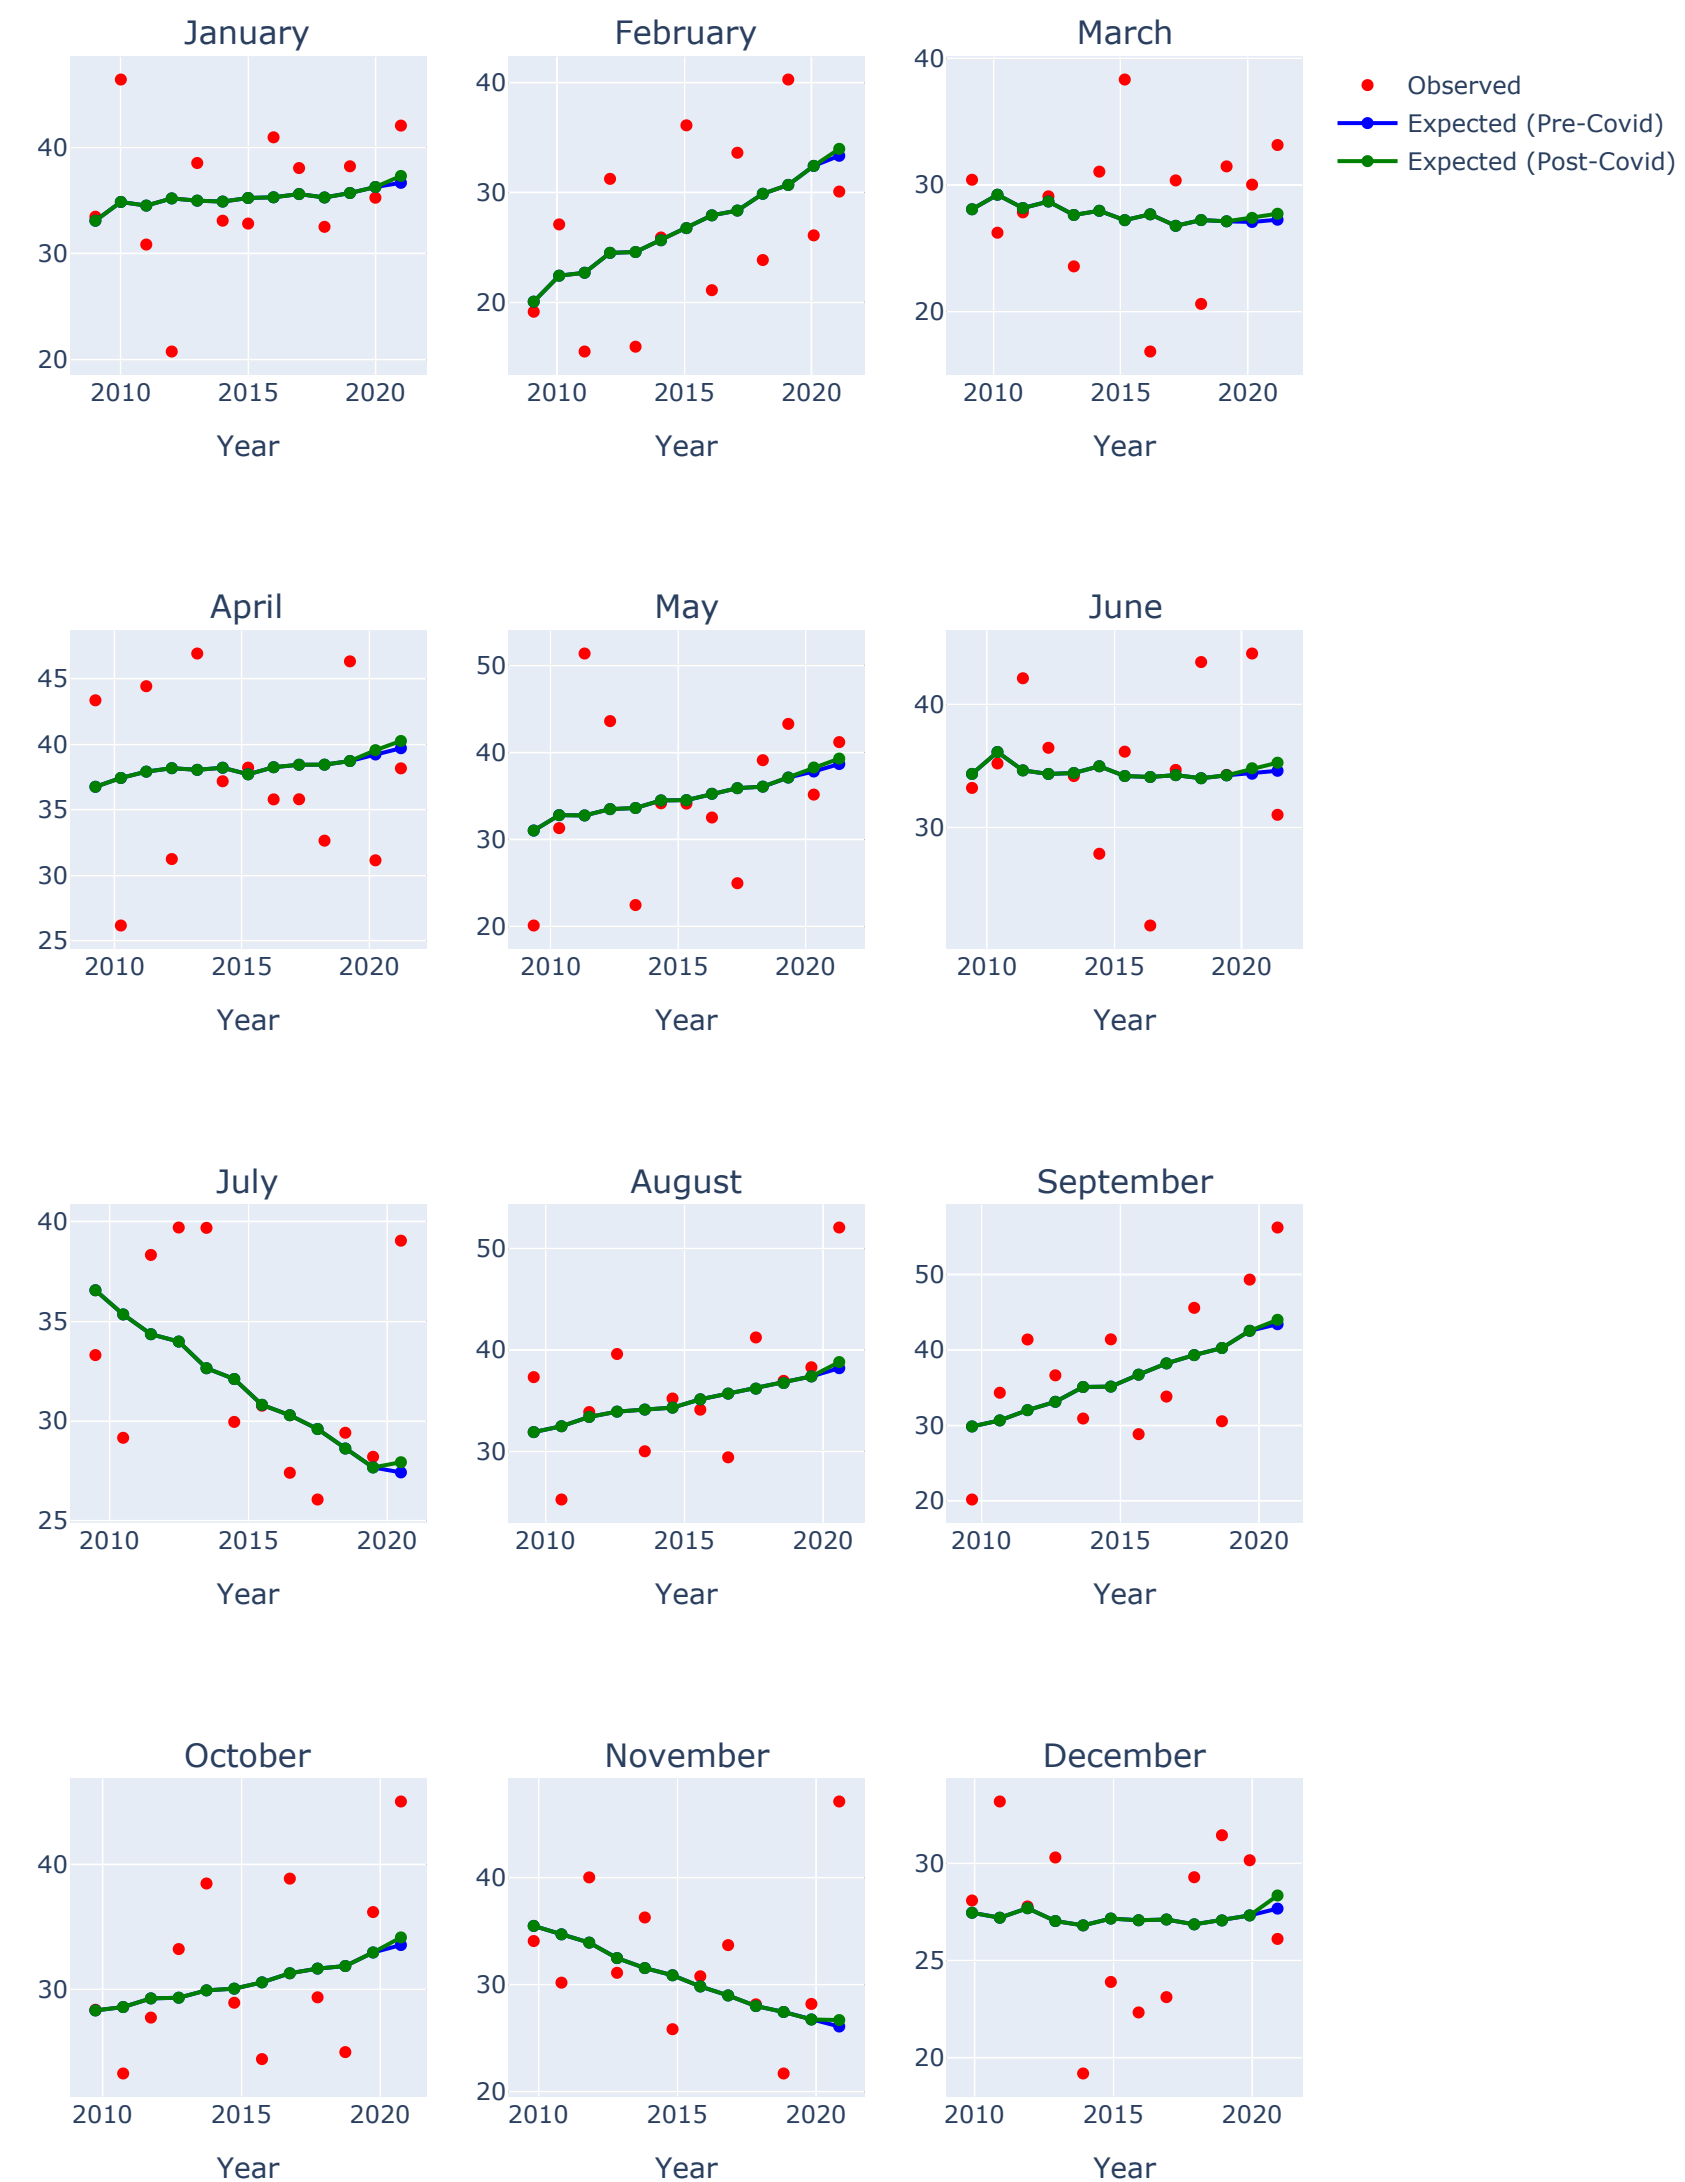 January February March
40
30
20
2010 2015 2020
Year
40
30
20
2010 2015 2020
Year
40
30
20
2010 2015 2020
Year
Observed
Expected (Pre-Covid)
Expected (Post-Covid)
April May June
45
40
35
30
25
2010 2015 2020
Year
50
40
30
20
2010 2015 2020
Year
40
30
2010 2015 2020
Year
July August September
40
35
30
25
2010 2015 2020
Year
50
40
30
2010 2015 2020
Year
50
40
30
20
2010 2015 2020
Year
October November December
40
30
2010 2015 2020
Year
40
30
20
2010 2015 2020
Year
30
25
20
2010 2015 2020
Year